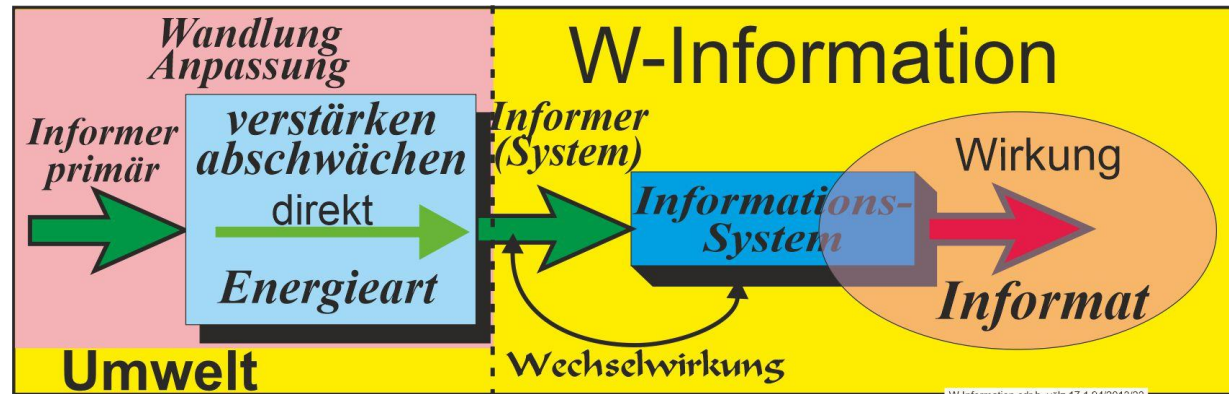 Wandlung
Anpassung
Informer
primär
verstärken
abschwächen
direkt
Energieart
Umwelt
W-Information
Informer
(System)
Informations-
System
Wirkung
Informat
Wechselwirkung